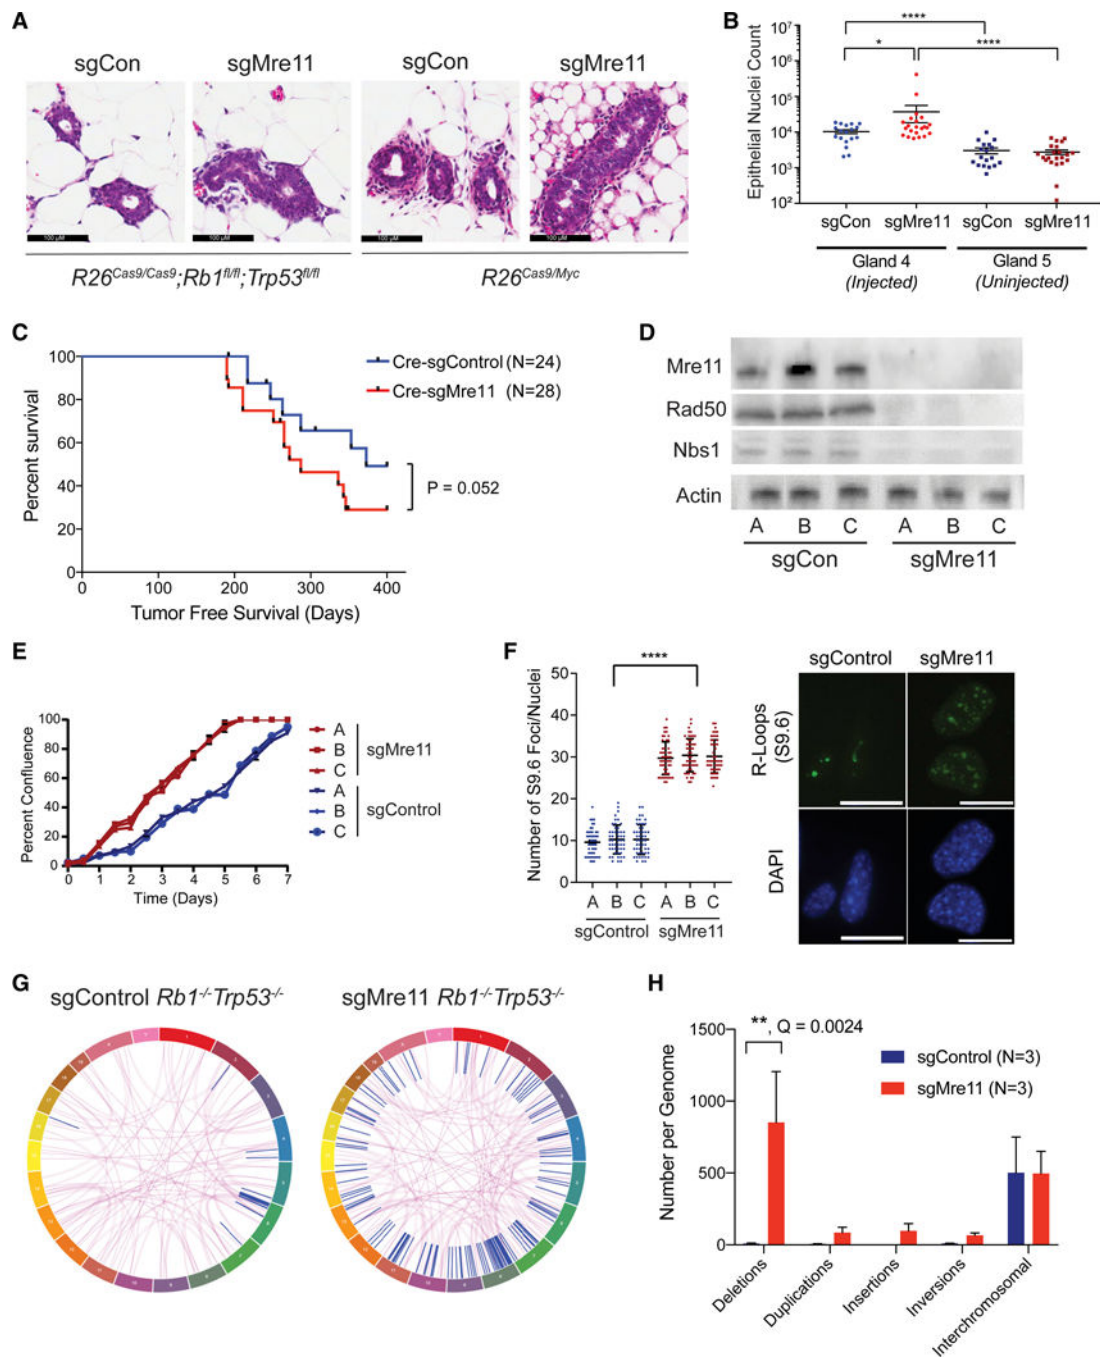 A
sgCon
sgMre11
sgCon
sgMre11
100 µM
100 µM
R26Cas9/Cas9;Rb1fl/fl;Trp53fl/fl
R26Cas9/Myc
B
****
*
****
Epithelial Nuclei Count
10⁷
10⁶
10⁵
10⁴
10³
10²
sgCon
sgMre11
sgCon
sgMre11
Gland 4
(Injected)
Gland 5
(Uninjected)
C
Percent survival
100
80
60
40
20
0
0
100
200
300
400
Tumor Free Survival (Days)
Cre-sgControl (N=24)
Cre-sgMre11 (N=28)
P = 0.052
D
Mre11
Rad50
Nbs1
Actin
A B C A B C
sgCon
sgMre11
E
Percent Confluence
100
80
60
40
20
0
0 1 2 3 4 5 6 7
Time (Days)
A
B
C
sgMre11
A
B
C
sgControl
F
Number of S9.6 Foci/Nuclei
50
40
30
20
10
0
****
A B C A B C
sgControl
sgMre11
sgControl
sgMre11
R-Loops
(S9.6)
DAPI
G
sgControl Rb1-/-Trp53-/-
sgMre11 Rb1-/-Trp53-/-
H
Number per Genome
1500
1000
500
0
**, Q = 0.0024
sgControl (N=3)
sgMre11 (N=3)
Deletions
Duplications
Insertions
Inversions
Interchromosomal